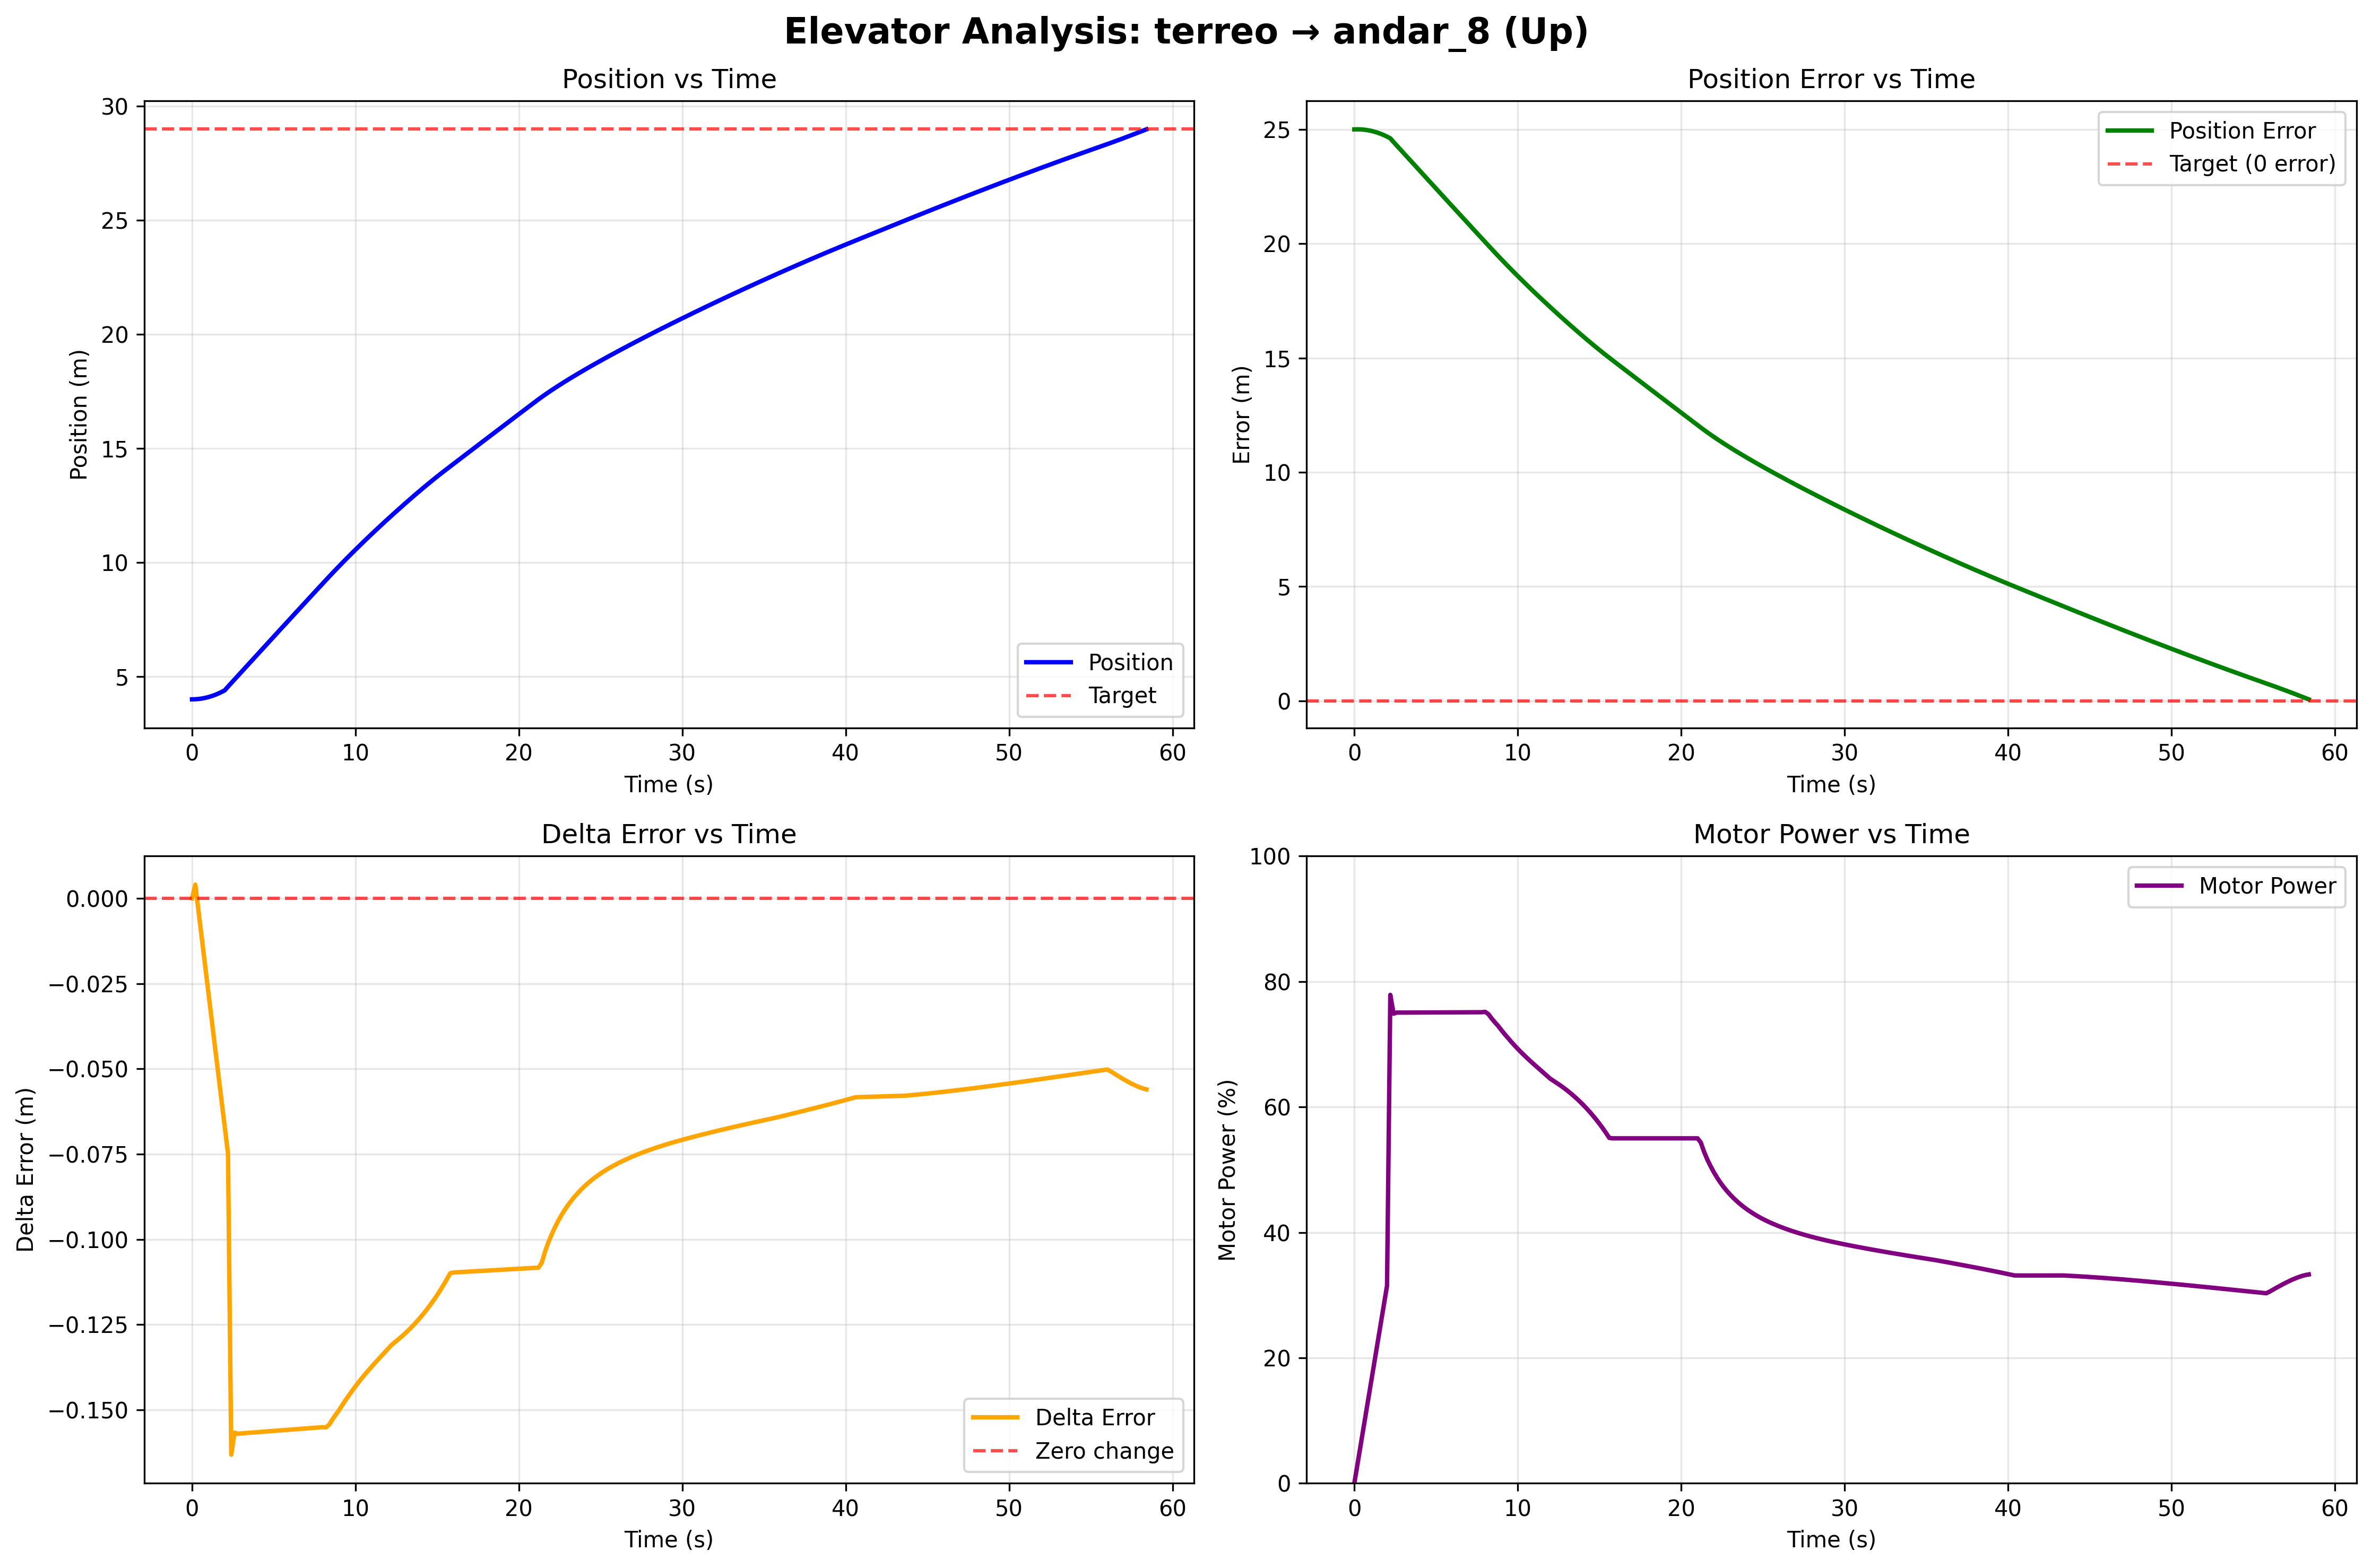 Elevator Analysis: terreo → andar_8 (Up)
Position vs Time
30
25
20
15
10
5
Position (m)
0 10 20 30 40 50 60
Time (s)
Position
Target
Position Error vs Time
25
20
15
10
5
0
Error (m)
0 10 20 30 40 50 60
Time (s)
Position Error
Target (0 error)
Delta Error vs Time
0.000
−0.025
−0.050
−0.075
−0.100
−0.125
−0.150
Delta Error (m)
0 10 20 30 40 50 60
Time (s)
Delta Error
Zero change
Motor Power vs Time
100
80
60
40
20
0
Motor Power (%)
0 10 20 30 40 50 60
Time (s)
Motor Power